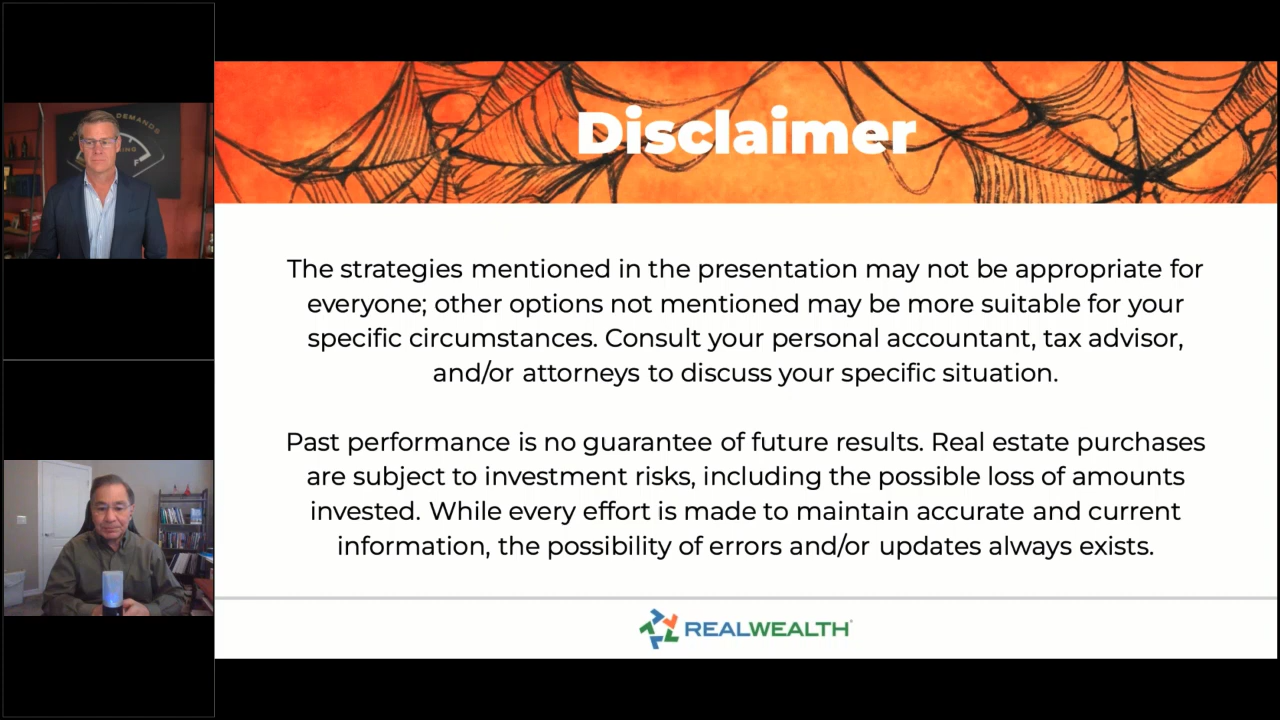 DEMANDS
Disclaimer
The strategies mentioned in the presentation may not be appropriate for
everyone; other options not mentioned may be more suitable for your
specific circumstances. Consult your personal accountant, tax advisor,
and/or attorneys to discuss your specific situation.
Past performance is no guarantee of future results. Real estate purchases
are subject to investment risks, including the possible loss of amounts
invested. While every effort is made to maintain accurate and current
information, the possibility of errors and/or updates always exists.
REALWEALTH